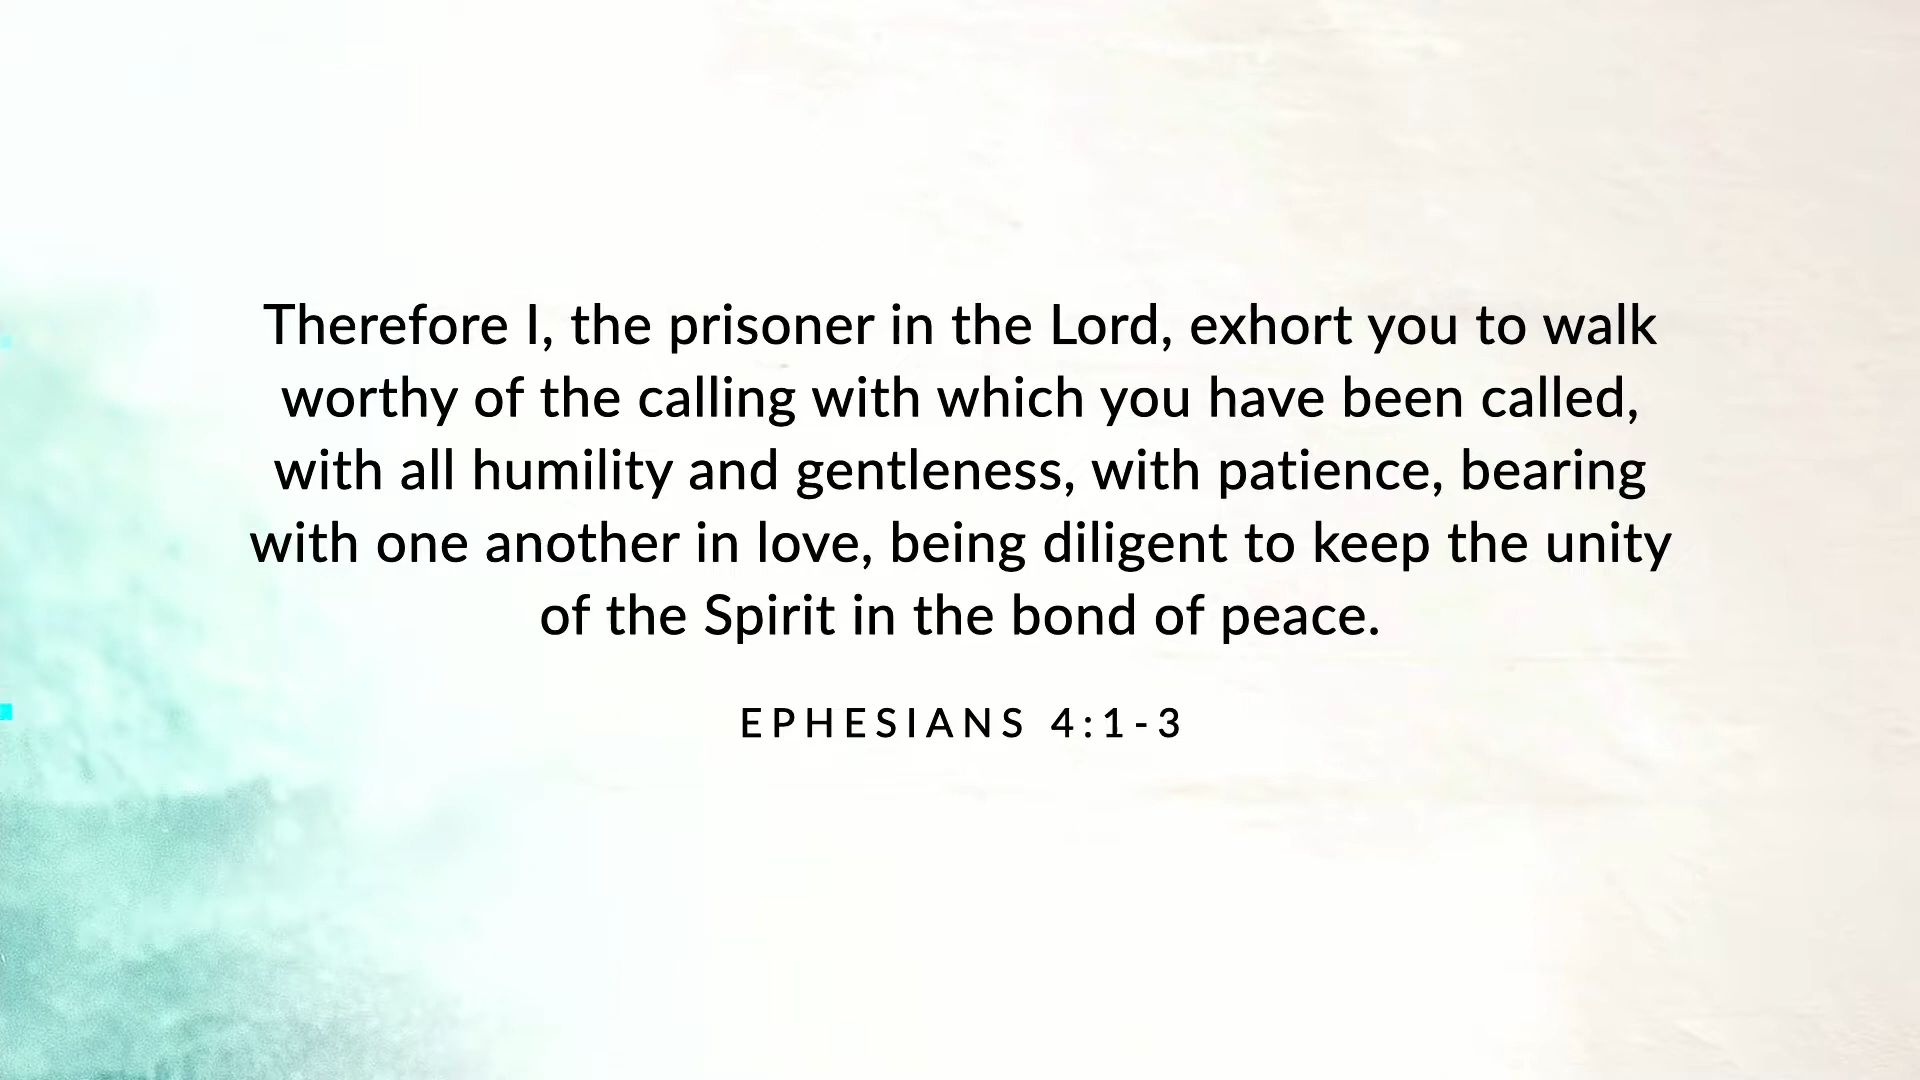 Therefore I, the prisoner in the Lord, exhort you to walk
worthy of the calling with which you have been called,
with all humility and gentleness, with patience, bearing
with one another in love, being diligent to keep the unity
of the Spirit in the bond of peace.
EPHESIANS 4:1-3